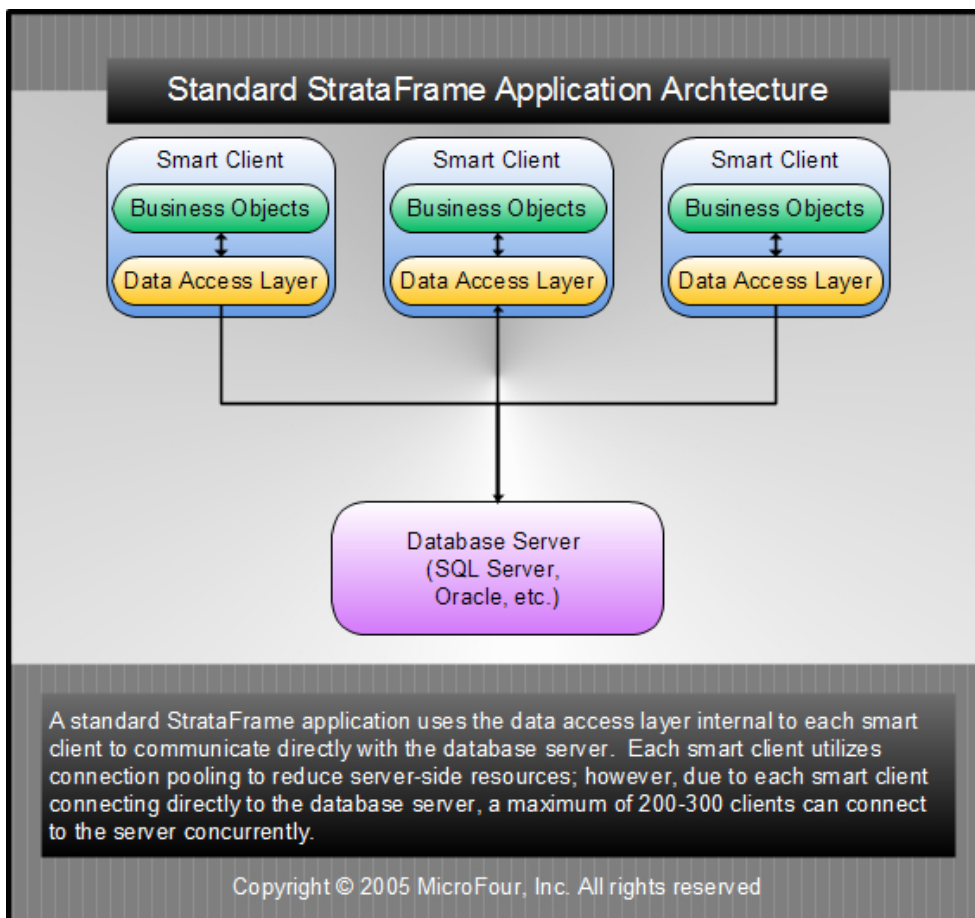 Standard StrataFrame Application Archtecture
Smart Client
Business Objects
Data Access Layer
Smart Client
Business Objects
Data Access Layer
Smart Client
Business Objects
Data Access Layer
Database Server
(SQL Server,
Oracle, etc.)
A standard StrataFrame application uses the data access layer internal to each smart
client to communicate directly with the database server.  Each smart client utilizes
connection pooling to reduce server-side resources; however, due to each smart client
connecting directly to the database server, a maximum of 200-300 clients can connect
to the server concurrently.
Copyright © 2005 MicroFour, Inc. All rights reserved